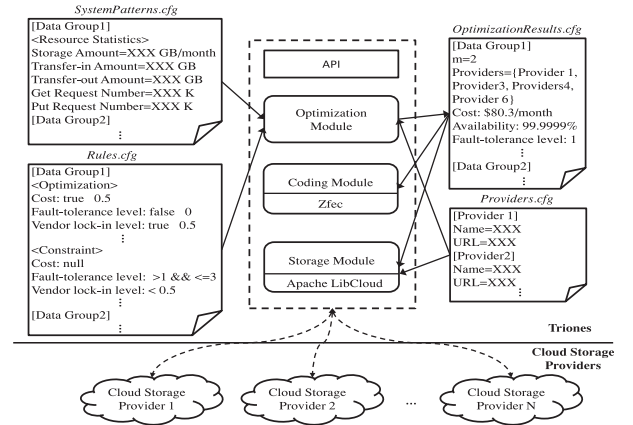 SystemPatterns.cfg
[Data Group1]
<Resource Statistics>
Storage Amount=XXX GB/month
Transfer-in Amount=XXX GB
Transfer-out Amount=XXX GB
Get Request Number=XXX K
Put Request Number=XXX K
[Data Group2]
⋮
Rules.cfg
[Data Group1]
<Optimization>
Cost: true 0.5
Fault-tolerance level: false 0
Vendor lock-in level: true 0.5
⋮
<Constraint>
Cost: null
Fault-tolerance level: >1 && <=3
Vendor lock-in level: < 0.5
[Data Group2]
⋮
API
Optimization
Module
Coding Module
Zfec
Storage Module
Apache LibCloud
OptimizationResults.cfg
[Data Group1]
m=2
Providers={Provider 1,
Provider3, Providers4,
Provider 6}
Cost: $80.3/month
Availability: 99.9999%
Fault-tolerance level: 1
⋮
[Data Group2]
⋮
Providers.cfg
[Provider 1]
Name=XXX
URL=XXX
[Provider2]
Name=XXX
URL=XXX
⋮
Triones
Cloud Storage
Providers
Cloud Storage
Provider 1
Cloud Storage
Provider 2
...
Cloud Storage
Provider N